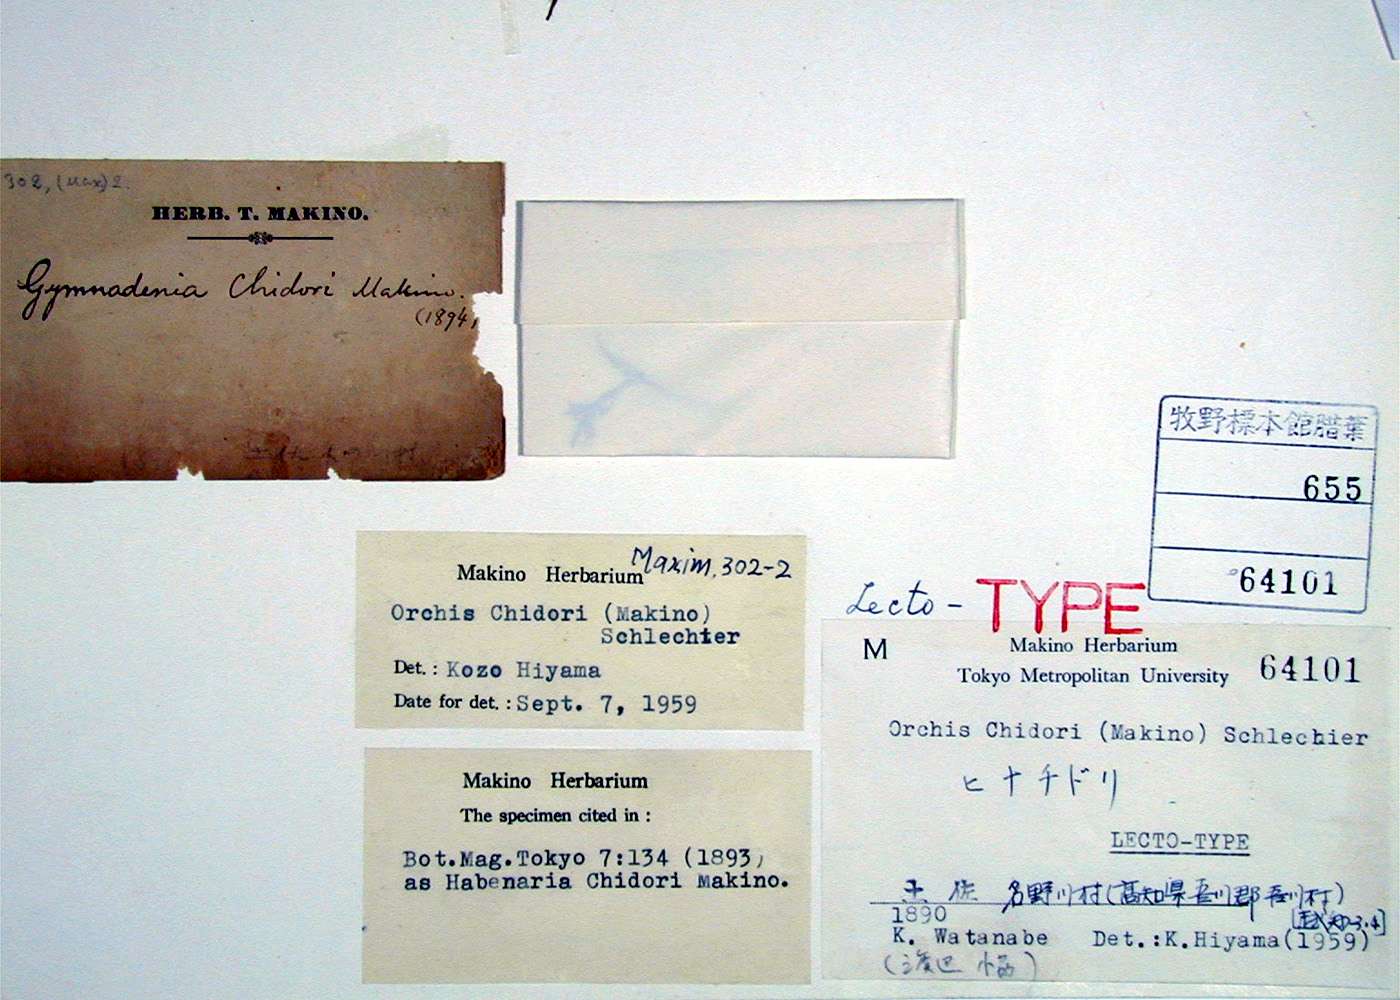 302, (Max) 2.
HERB. T. MAKINO.
Gymnadenia Chidori Makino.
(1894)
牧野標本館腊葉
655
64101
Makino Herbarium
Maxim. 302-2
Orchis Chidori (Makino)
Schlechter
Det.: Kozo Hiyama
Date for det.: Sept. 7, 1959
Makino Herbarium
The specimen cited in :
Bot.Mag.Tokyo 7:134 (1893)
as Habenaria Chidori Makino.
Lecto - TYPE
M
Makino Herbarium
Tokyo Metropolitan University
64101
Orchis Chidori (Makino) Schlechier
ヒナチドリ
LECTO-TYPE
土佐 名野川村(高知県吾川郡吾川村)
1890
K. Watanabe Det.:K.Hiyama(1959)